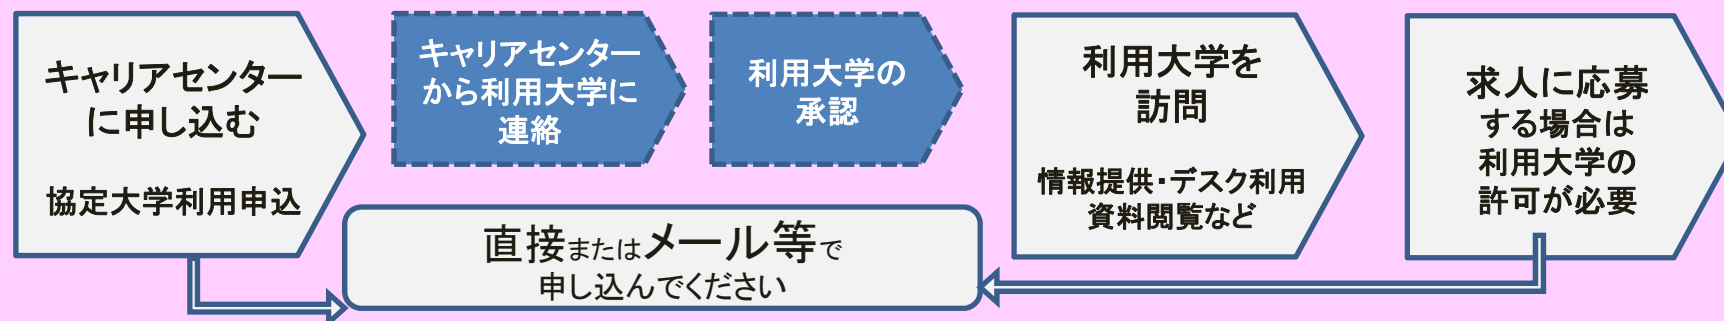 キャリアセンター
に申し込む
協定大学利用申込
キャリアセンター
から利用大学に
連絡
利用大学の
承認
利用大学を
訪問
情報提供・デスク利用
資料閲覧など
求人に応募
する場合は
利用大学の
許可が必要
直接またはメール等で
申し込んでください